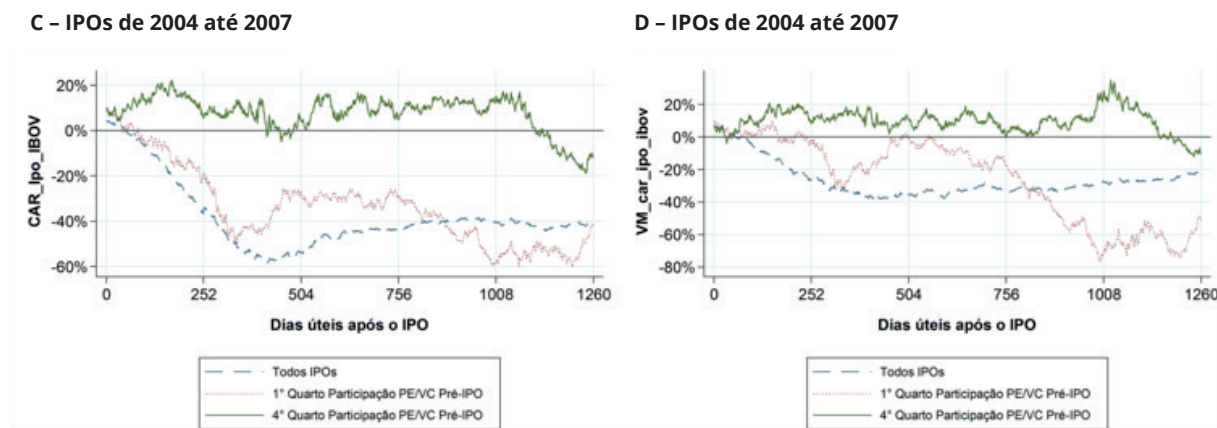 C – IPOs de 2004 até 2007
CAR_Ipo_IBOV
20%
0%
-20%
-40%
-60%
0 252 504 756 1008 1260
Dias úteis após o IPO
Todos IPOs
1° Quarto Participação PE/VC Pré-IPO
4° Quarto Participação PE/VC Pré-IPO
D – IPOs de 2004 até 2007
VM_car_ipo_ibov
20%
0%
-20%
-40%
-60%
-80%
0 252 504 756 1008 1260
Dias úteis após o IPO
Todos IPOs
1° Quarto Participação PE/VC Pré-IPO
4° Quarto Participação PE/VC Pré-IPO